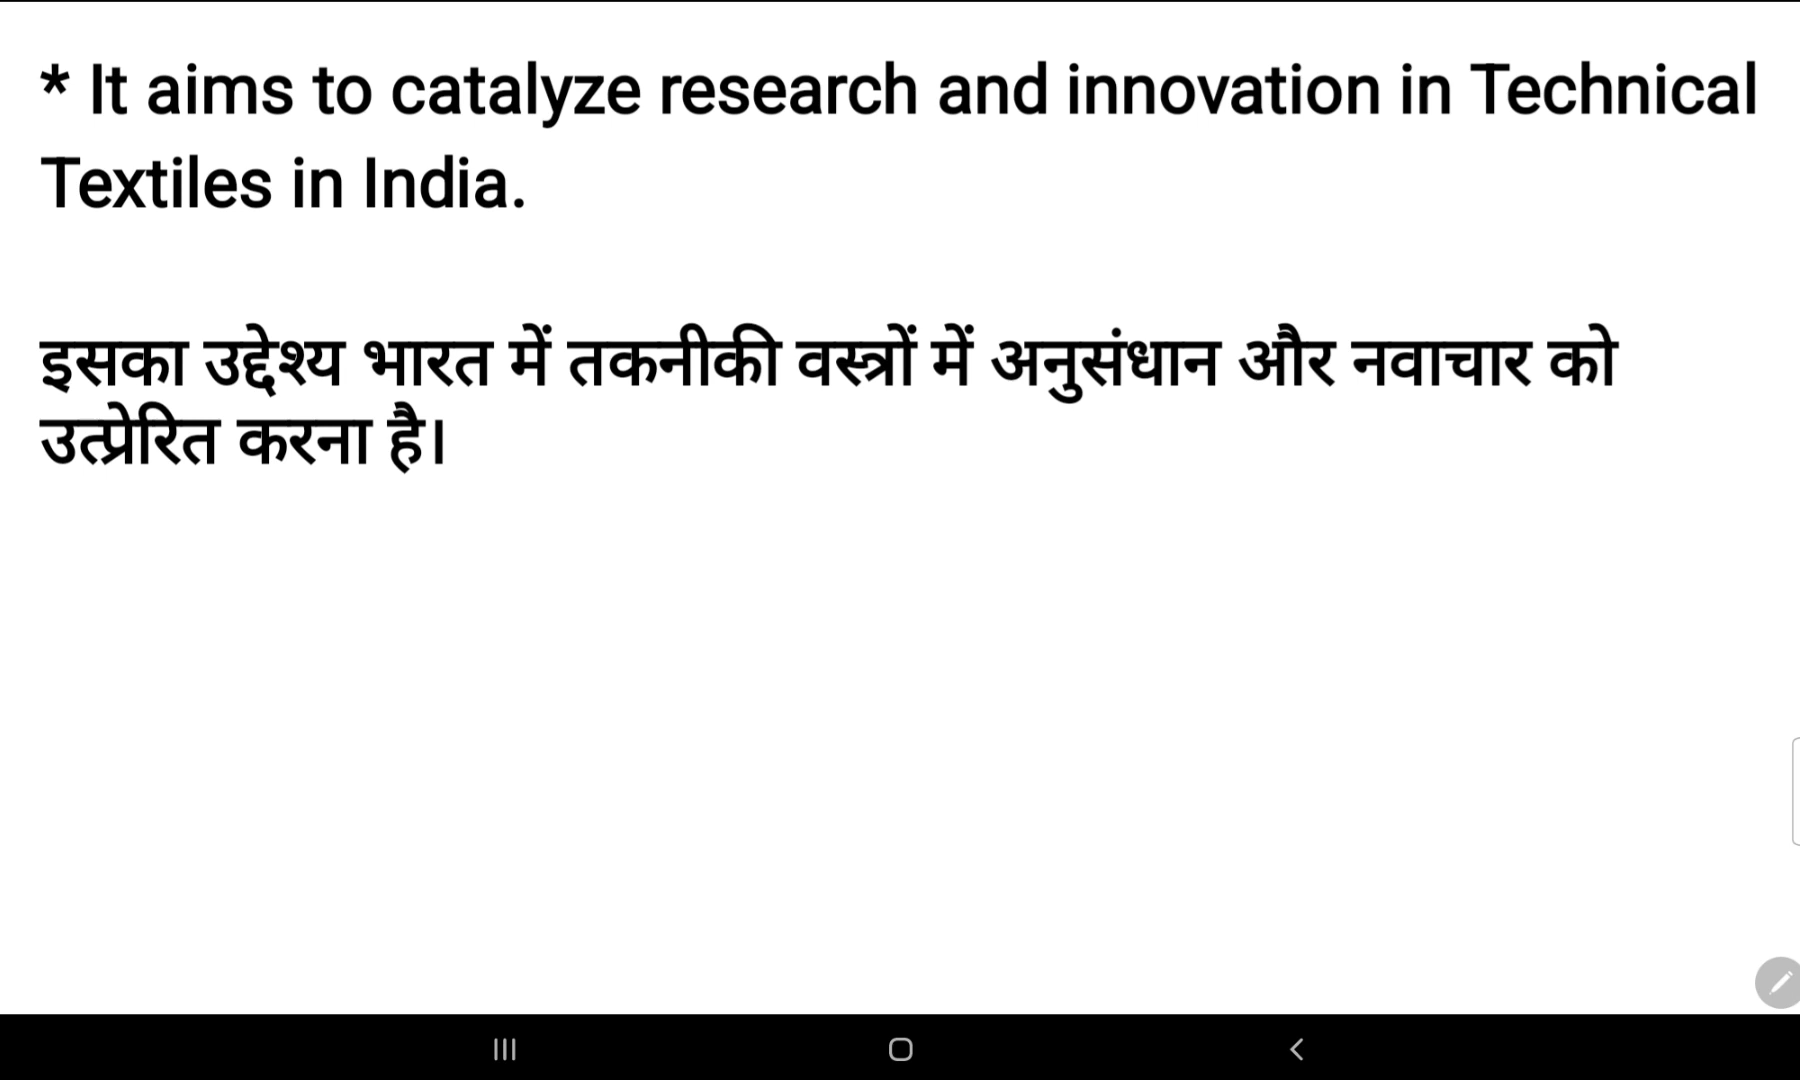 * It aims to catalyze research and innovation in Technical
Textiles in India.
इसका उद्देश्य भारत में तकनीकी वस्त्रों में अनुसंधान और नवाचार को
उत्प्रेरित करना है।